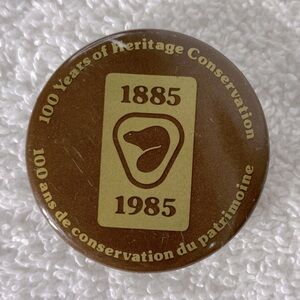 100 Years of Heritage Conservation
1885
1985
100 ans de conservation du patrimoine